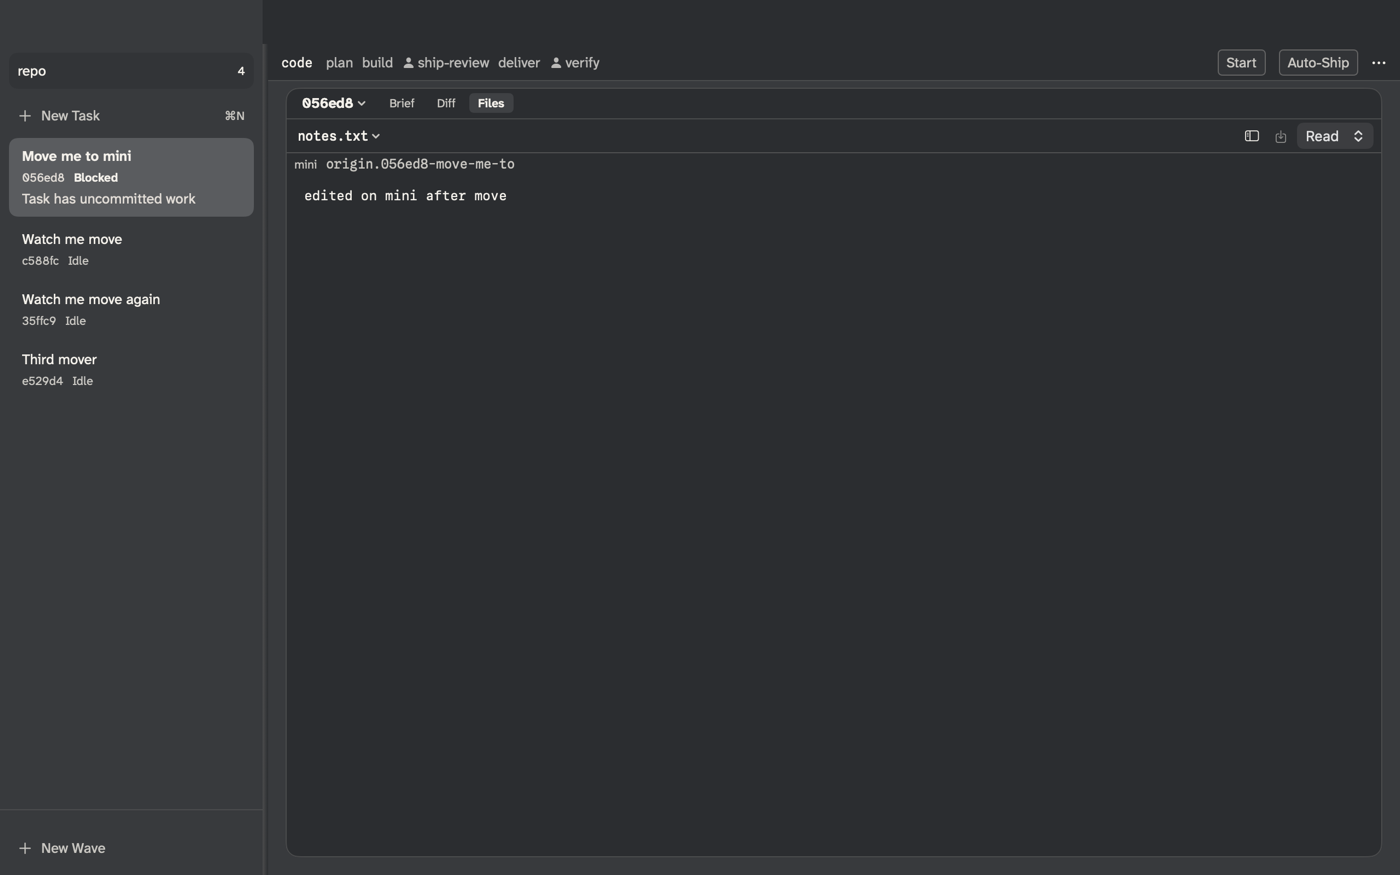 repo 4
New Task ⌘N
Move me to mini
056ed8 Blocked
Task has uncommitted work
Watch me move
c588fc Idle
Watch me move again
35ffc9 Idle
Third mover
e529d4 Idle
New Wave
code plan build ship-review deliver verify
Start Auto-Ship
056ed8 Brief Diff Files
notes.txt
Read
mini origin.056ed8-move-me-to
edited on mini after move